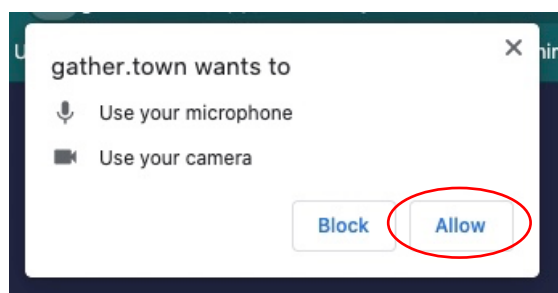 gather.town wants to
Use your microphone
Use your camera
Block Allow